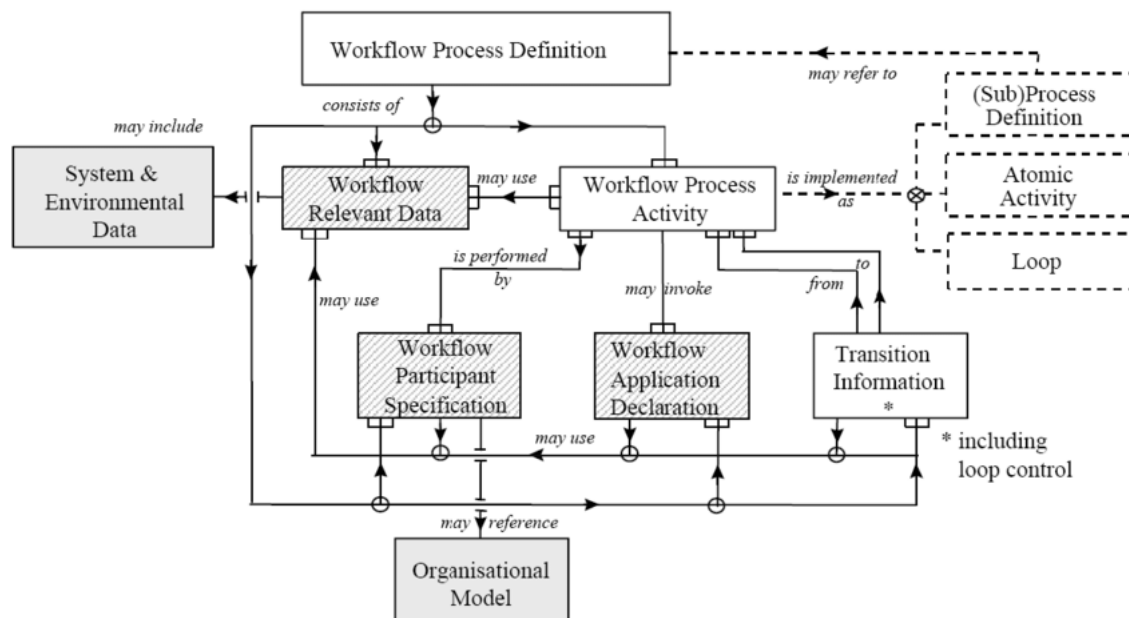 Workflow Process Definition
may refer to
(Sub)Process
Definition
consists of
may include
System &
Environmental
Data
Workflow
Relevant Data
may use
Workflow Process
Activity
is implemented
as
Atomic
Activity
Loop
is performed
by
may use
may invoke
to
from
Workflow
Participant
Specification
Workflow
Application
Declaration
Transition
Information
*
may use
* including
loop control
may reference
Organisational
Model